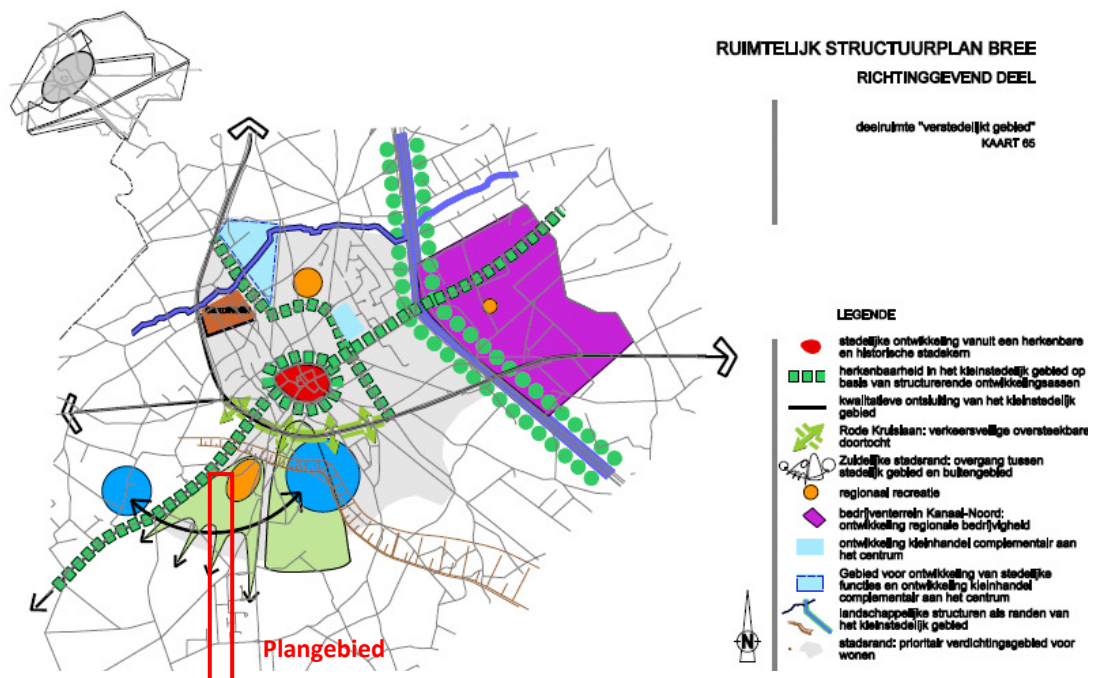 RUIMTELIJK STRUCTUURPLAN BREE
RICHTINGGEVEND DEEL
deelruimte "verstedelijkt gebied"
KAART 65
LEGENDE
stedelijke ontwikkeling vanuit een herkenbare
en historische stadskern
herkenbaarheid in het kleinstedelijk gebied op
basis van structurerende ontwikkelingsassen
kwalitatieve ontsluiting van het kleinstedelijk
gebied
Rode Kruislaan: verkeersveilige oversteekbare
doortocht
Zuidelijke stadsrand: overgang tussen
stedelijk gebied en buitengebied
regionaal recreatie
bedrijventerrein Kanaal-Noord:
ontwikkeling regionale bedrijvigheid
ontwikkeling kleinhandel complementair aan
het centrum
Gebied voor ontwikkeling van stedelijke
functies en ontwikkeling kleinhandel
complementair aan het centrum
landschappelijke structuren als randen van
het kleinstedelijk gebied
stadsrand: prioritair verdichtingsgebied voor
wonen
N
Plangebied